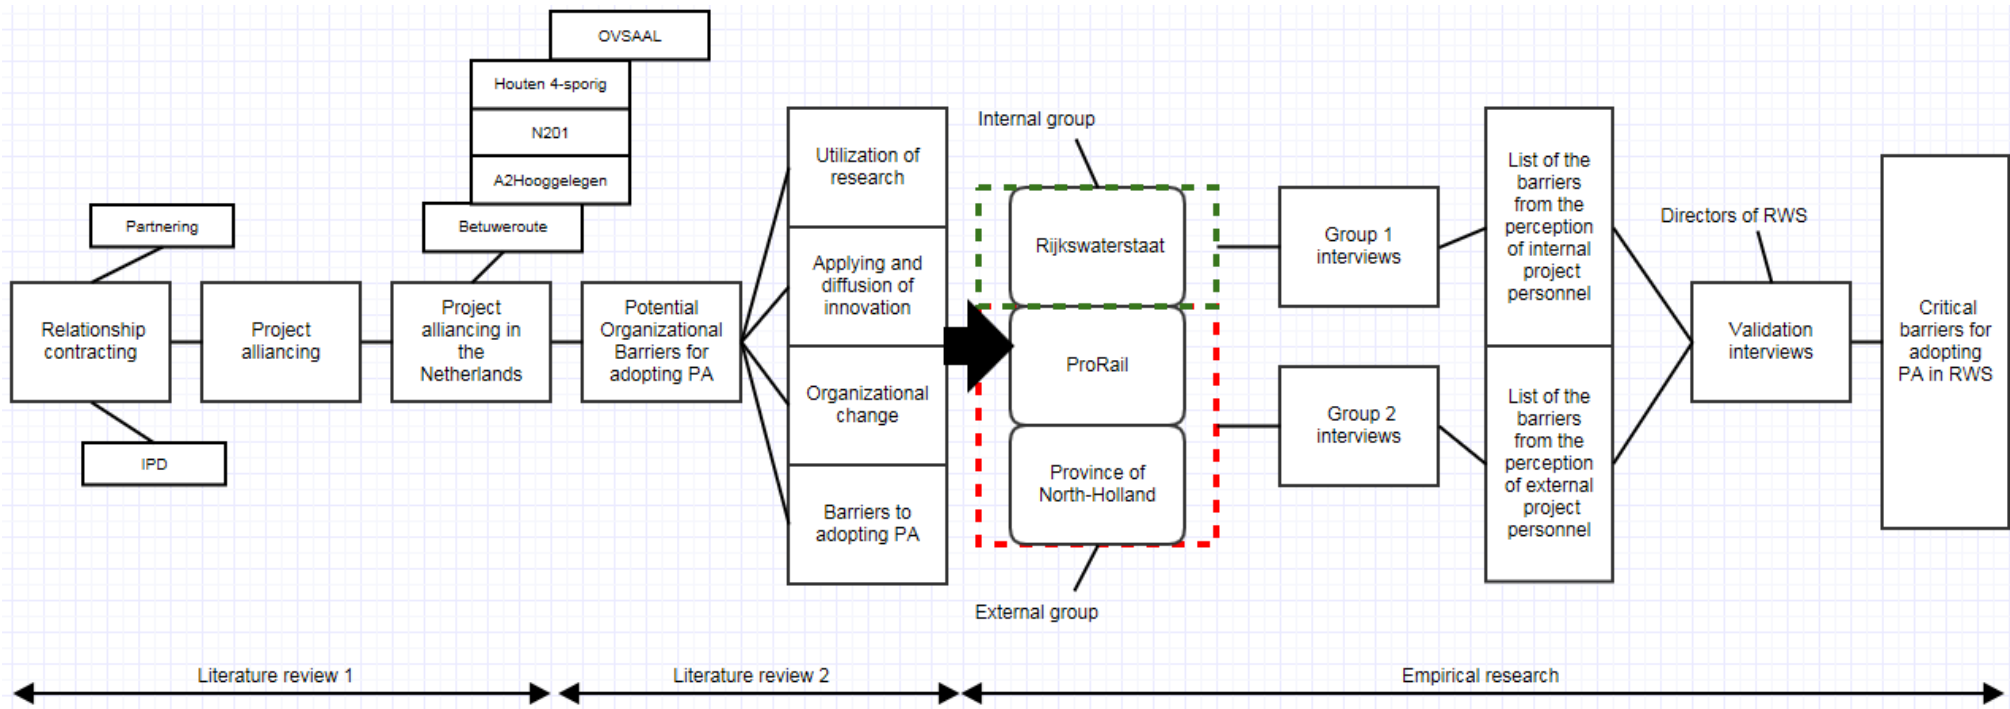 OVSAAL
Houten 4-sporig
N201
A2Hooggelegen
Partnering
Betuweroute
Relationship
contracting
Project
alliancing
Project
alliancing in
the
Netherlands
Potential
Organizational
Barriers for
adopting PA
IPD
Utilization of
research
Applying and
diffusion of
innovation
Organizational
change
Barriers to
adopting PA
Internal group
Rijkswaterstaat
ProRail
Province of
North-Holland
External group
Group 1
interviews
Group 2
interviews
List of the
barriers
from the
perception
of internal
project
personnel
List of the
barriers
from the
perception
of external
project
personnel
Directors of RWS
Validation
interviews
Critical
barriers for
adopting
PA in RWS
Literature review 1
Literature review 2
Empirical research